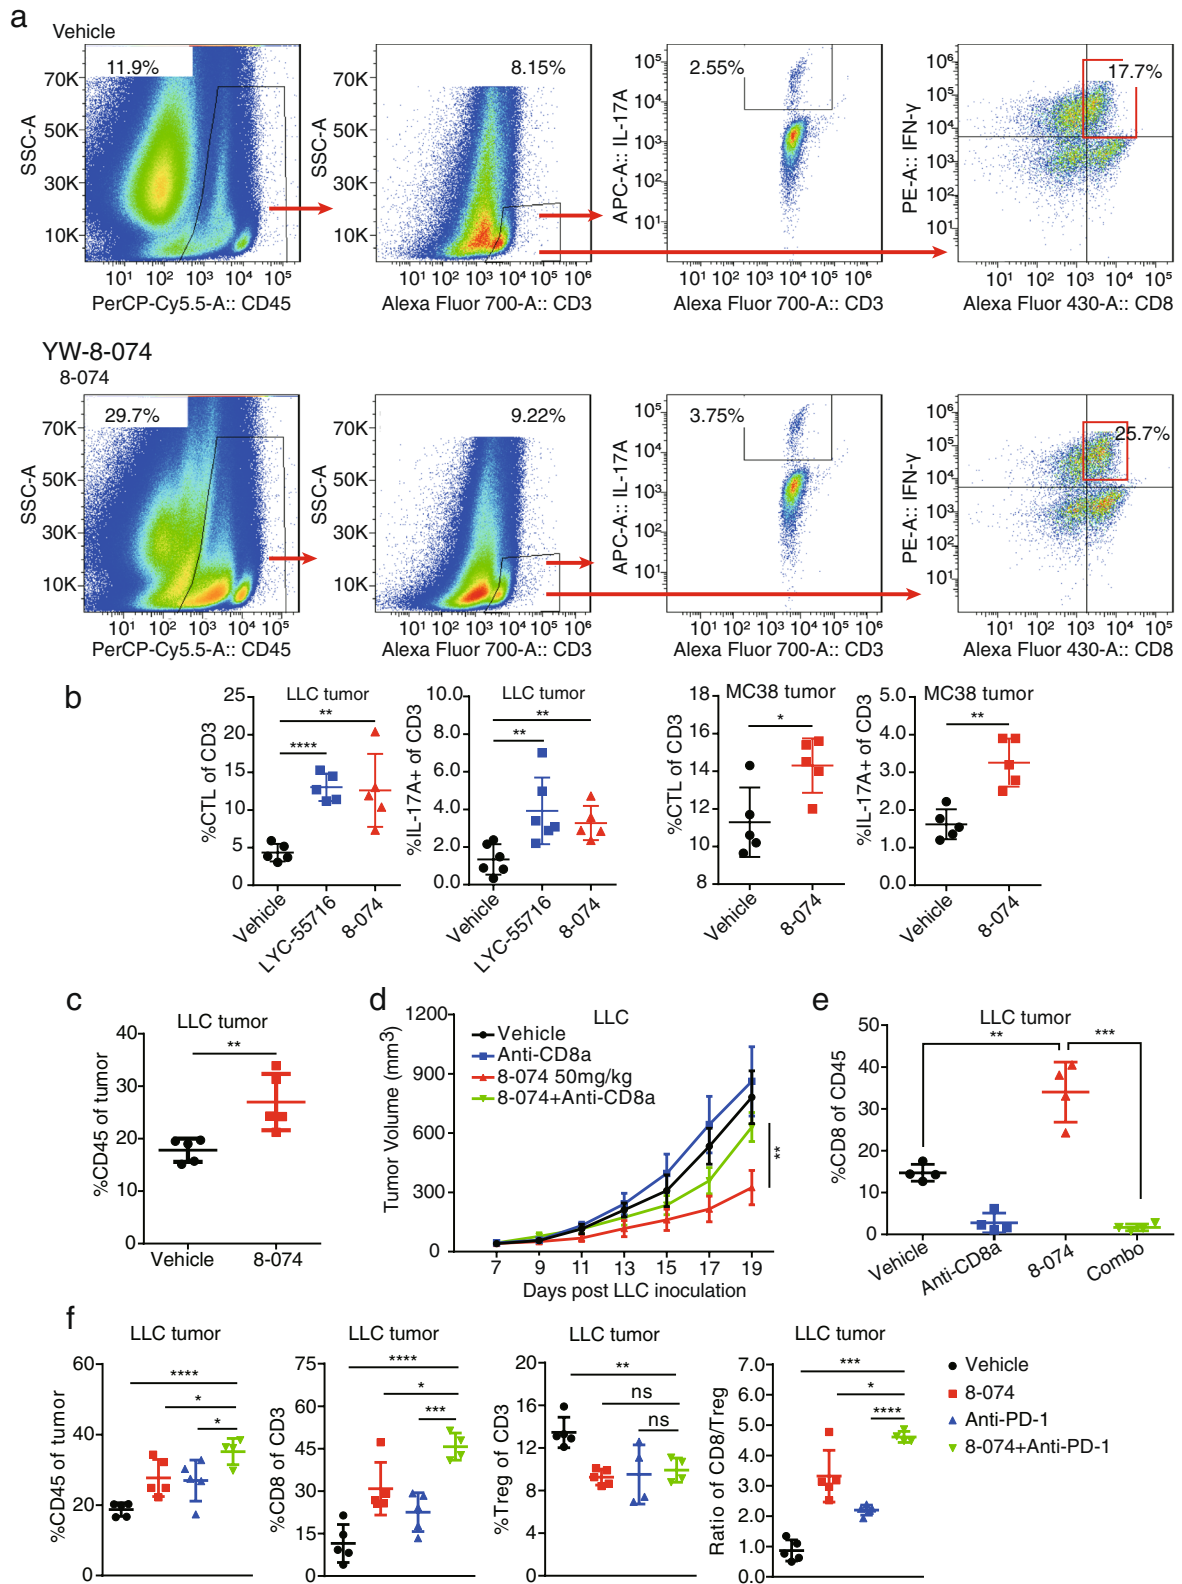 a
Vehicle
11.9%
8.15%
2.55%
17.7%
SSC-A
70K
50K
30K
10K
10¹ 10² 10³ 10⁴ 10⁵
PerCP-Cy5.5-A:: CD45
SSC-A
70K
50K
30K
10K
10¹ 10² 10³ 10⁴ 10⁵ 10⁶
Alexa Fluor 700-A:: CD3
APC-A:: IL-17A
10⁵
10⁴
10³
10²
10¹
10¹ 10² 10³ 10⁴ 10⁵ 10⁶
Alexa Fluor 700-A:: CD3
PE-A:: IFN-γ
10⁶
10⁵
10⁴
10³
10²
10¹
10¹ 10² 10³ 10⁴ 10⁵
Alexa Fluor 430-A:: CD8
YW-8-074
8-074
29.7%
9.22%
3.75%
25.7%
SSC-A
70K
50K
30K
10K
10¹ 10² 10³ 10⁴ 10⁵
PerCP-Cy5.5-A:: CD45
SSC-A
70K
50K
30K
10K
10¹ 10² 10³ 10⁴ 10⁵ 10⁶
Alexa Fluor 700-A:: CD3
APC-A:: IL-17A
10⁵
10⁴
10³
10²
10¹
10¹ 10² 10³ 10⁴ 10⁵ 10⁶
Alexa Fluor 700-A:: CD3
PE-A:: IFN-γ
10⁶
10⁵
10⁴
10³
10²
10¹
10¹ 10² 10³ 10⁴ 10⁵
Alexa Fluor 430-A:: CD8
b
LLC tumor
%CTL of CD3
25
20
15
10
5
0
**
****
Vehicle
LYC-55716
8-074
LLC tumor
%IL-17A+ of CD3
10.0
8.0
6.0
4.0
2.0
0.0
**
**
Vehicle
LYC-55716
8-074
MC38 tumor
%CTL of CD3
18
16
14
12
10
8
*
Vehicle
8-074
MC38 tumor
%IL-17A+ of CD3
5.0
4.0
3.0
2.0
1.0
0.0
**
Vehicle
8-074
c
LLC tumor
%CD45 of tumor
40
30
20
10
0
**
Vehicle
8-074
d
LLC
Tumor Volume (mm³)
1200
900
600
300
0
Vehicle
Anti-CD8a
8-074 50mg/kg
8-074+Anti-CD8a
**
7 9 11 13 15 17 19
Days post LLC inoculation
e
LLC tumor
%CD8 of CD45
50
40
30
20
10
0
**
***
Vehicle
Anti-CD8a
8-074
Combo
f
LLC tumor
%CD45 of tumor
60
40
20
0
****
*
*
LLC tumor
%CD8 of CD3
75
60
45
30
15
0
****
*
***
LLC tumor
%Treg of CD3
20
16
12
8
4
0
**
ns
ns
LLC tumor
Ratio of CD8/Treg
7.0
6.0
5.0
4.0
3.0
2.0
1.0
0.0
***
*
****
Vehicle
8-074
Anti-PD-1
8-074+Anti-PD-1